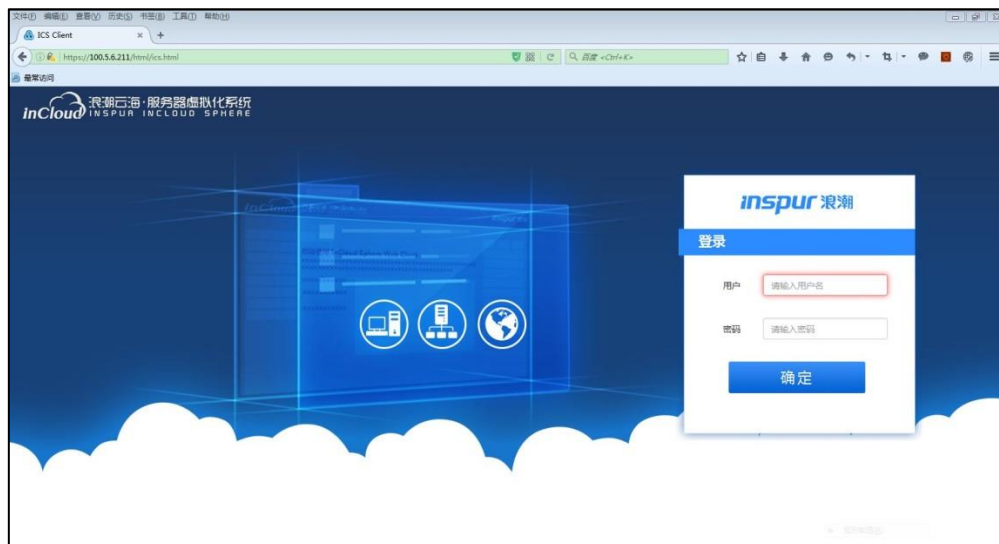 文件(F) 编辑(E) 查看(V) 历史(S) 书签(B) 工具(T) 帮助(H)
ICS Client
https://100.5.6.211/html/ics.html
百度 <Ctrl+K>
最常访问
inCloud 浪潮云海·服务器虚拟化系统
INSPUR INCLOUD SPHERE
inspur 浪潮
登录
用户 请输入用户名
密码 请输入密码
确定